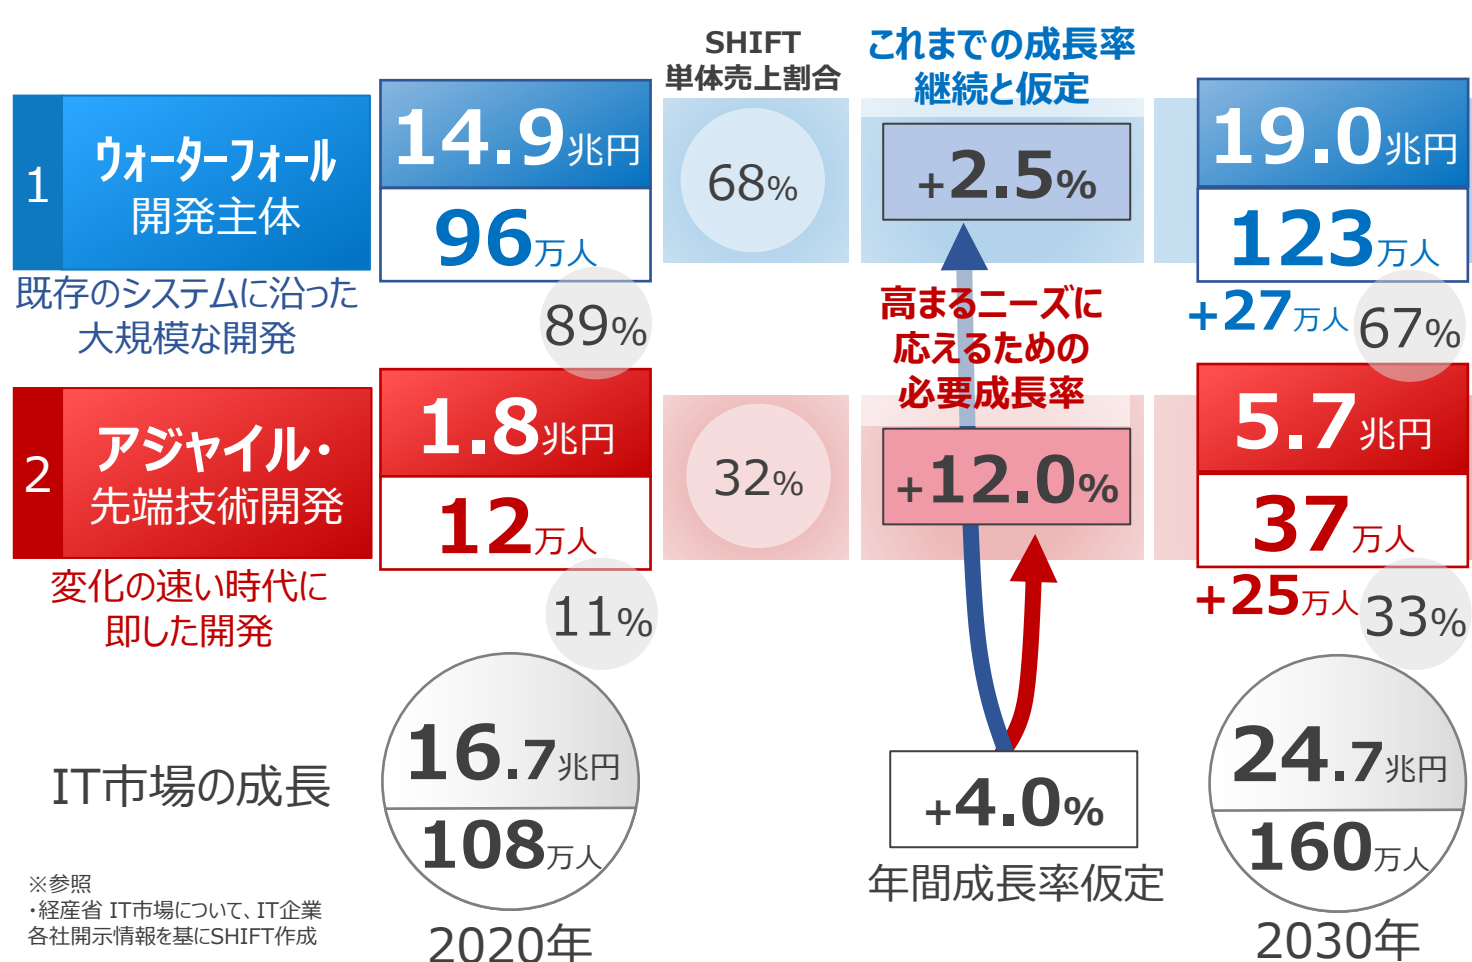 SHIFT
単体売上割合
これまでの成長率
継続と仮定
1
ウォーターフォール
開発主体
14.9兆円
96万人
68%
+2.5%
19.0兆円
123万人
既存のシステムに沿った
大規模な開発
89%
高まるニーズに
応えるための
必要成長率
+27万人
67%
2
アジャイル・
先端技術開発
1.8兆円
12万人
32%
+12.0%
5.7兆円
37万人
変化の速い時代に
即した開発
11%
+25万人
33%
IT市場の成長
16.7兆円
108万人
+4.0%
年間成長率仮定
24.7兆円
160万人
※参照
・経産省 IT市場について、IT企業
各社開示情報を基にSHIFT作成
2020年
2030年